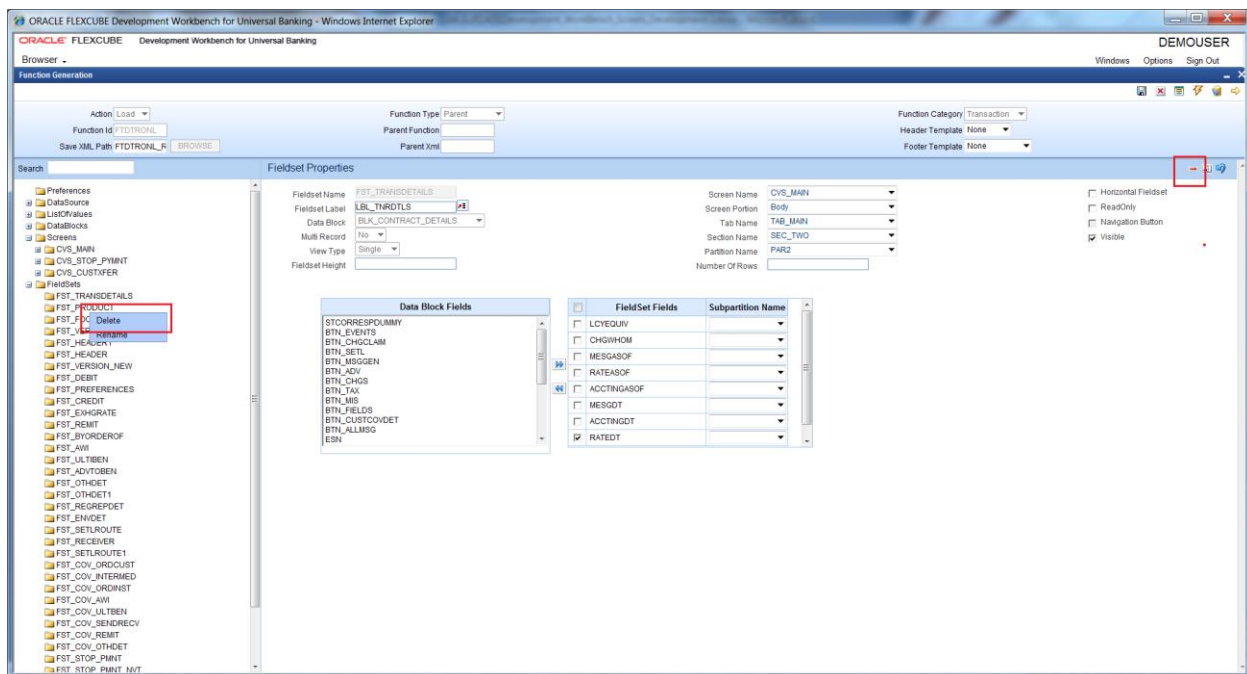 ORACLE FLEXCUBE Development Workbench for Universal Banking - Windows Internet Explorer
ORACLE FLEXCUBE Development Workbench for Universal Banking
DEMOUSER
Browser
Windows Options Sign Out
Function Generation
Action Load
Function Type Parent
Function Category Transaction
Function Id FTDTRONL
Parent Function
Header Template None
Save XML Path FTDTRONL_R BROWSE
Parent Xml
Footer Template None
Search
Fieldset Properties
Preferences
DataSource
ListOfValues
DataBlocks
Screens
CVS_MAIN
CVS_STOP_PYMNT
CVS_CUSTXFER
FieldSets
FST_TRANSDETAILS
FST_PRODUCT
Delete
Rename
FST_HEADER1
FST_HEADER
FST_VERSION_NEW
FST_DEBIT
FST_PREFERENCES
FST_CREDIT
FST_EXHGRATE
FST_REMIT
FST_BYORDEROF
FST_AWI
FST_ULTIBEN
FST_ADVTOBEN
FST_OTHDET
FST_OTHDET1
FST_REGREPDET
FST_ENVDET
FST_SETLROUTE
FST_RECEIVER
FST_SETLROUTE1
FST_COV_ORDCUST
FST_COV_INTERMED
FST_COV_ORDINST
FST_COV_AWI
FST_COV_ULTBEN
FST_COV_SENDRECV
FST_COV_REMIT
FST_COV_OTHDET
FST_STOP_PMNT
FST_STOP_PMNT_NVT
Fieldset Name FST_TRANSDETAILS
Fieldset Label LBL_TNRDTLS
Data Block BLK_CONTRACT_DETAILS
Multi Record No
View Type Single
Fieldset Height
Screen Name CVS_MAIN
Screen Portion Body
Tab Name TAB_MAIN
Section Name SEC_TWO
Partition Name PAR2
Number Of Rows
Horizontal Fieldset
ReadOnly
Navigation Button
Visible
Data Block Fields
STCORRESPDUMMY
BTN_EVENTS
BTN_CHGCLAIM
BTN_SETL
BTN_MSGGEN
BTN_ADV
BTN_CHGS
BTN_TAX
BTN_MIS
BTN_FIELDS
BTN_CUSTCOVDET
BTN_ALLMSG
ESN
FieldSet Fields Subpartition Name
LCYEQUIV
CHGWHOM
MESGASOF
RATEASOF
ACCTINGASOF
MESGDT
ACCTINGDT
RATEDT